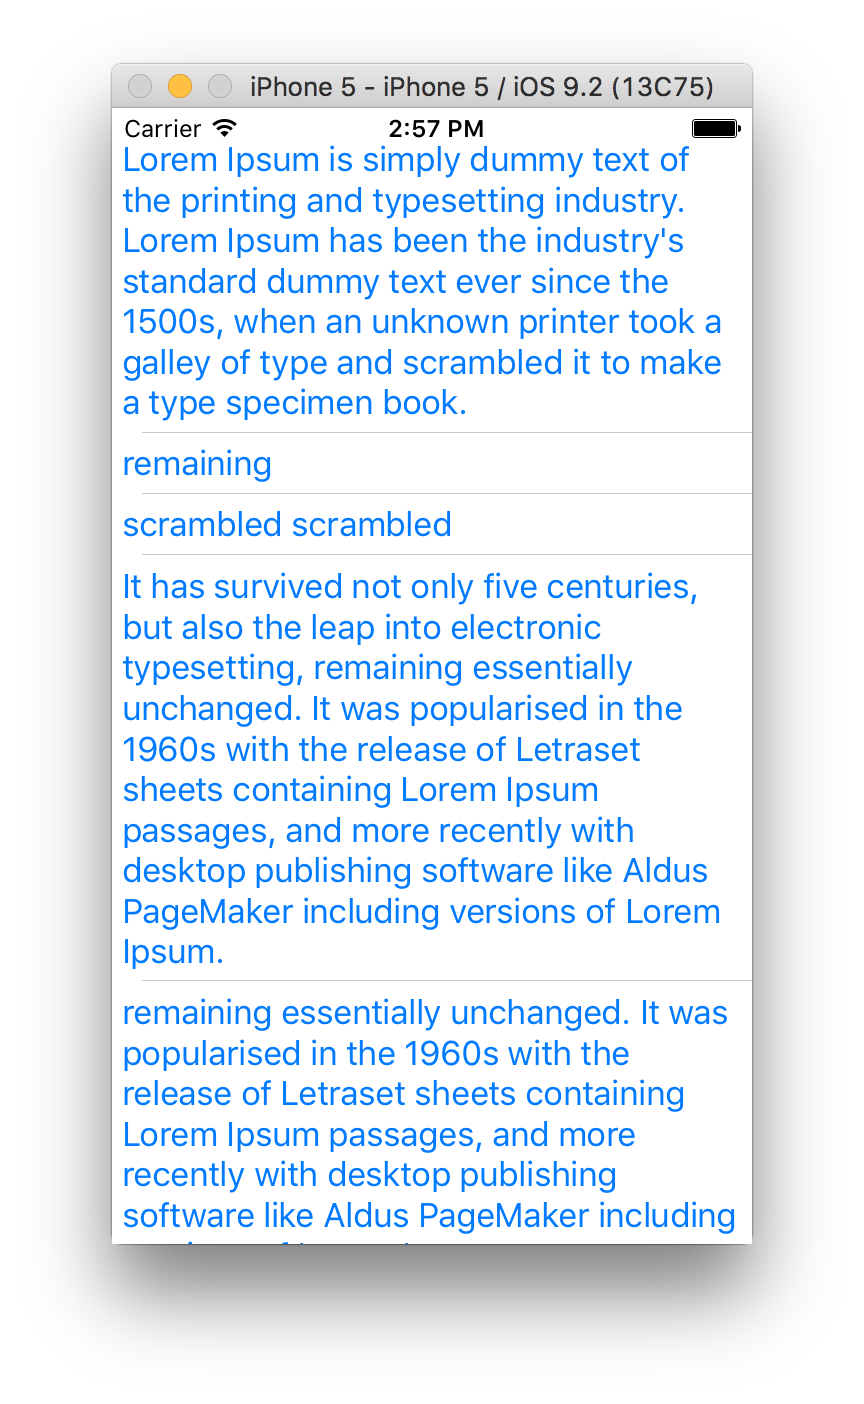 iPhone 5 - iPhone 5 / iOS 9.2 (13C75)
Carrier 2:57 PM
Lorem Ipsum is simply dummy text of
the printing and typesetting industry.
Lorem Ipsum has been the industry's
standard dummy text ever since the
1500s, when an unknown printer took a
galley of type and scrambled it to make
a type specimen book.
remaining
scrambled scrambled
It has survived not only five centuries,
but also the leap into electronic
typesetting, remaining essentially
unchanged. It was popularised in the
1960s with the release of Letraset
sheets containing Lorem Ipsum
passages, and more recently with
desktop publishing software like Aldus
PageMaker including versions of Lorem
Ipsum.
remaining essentially unchanged. It was
popularised in the 1960s with the
release of Letraset sheets containing
Lorem Ipsum passages, and more
recently with desktop publishing
software like Aldus PageMaker including